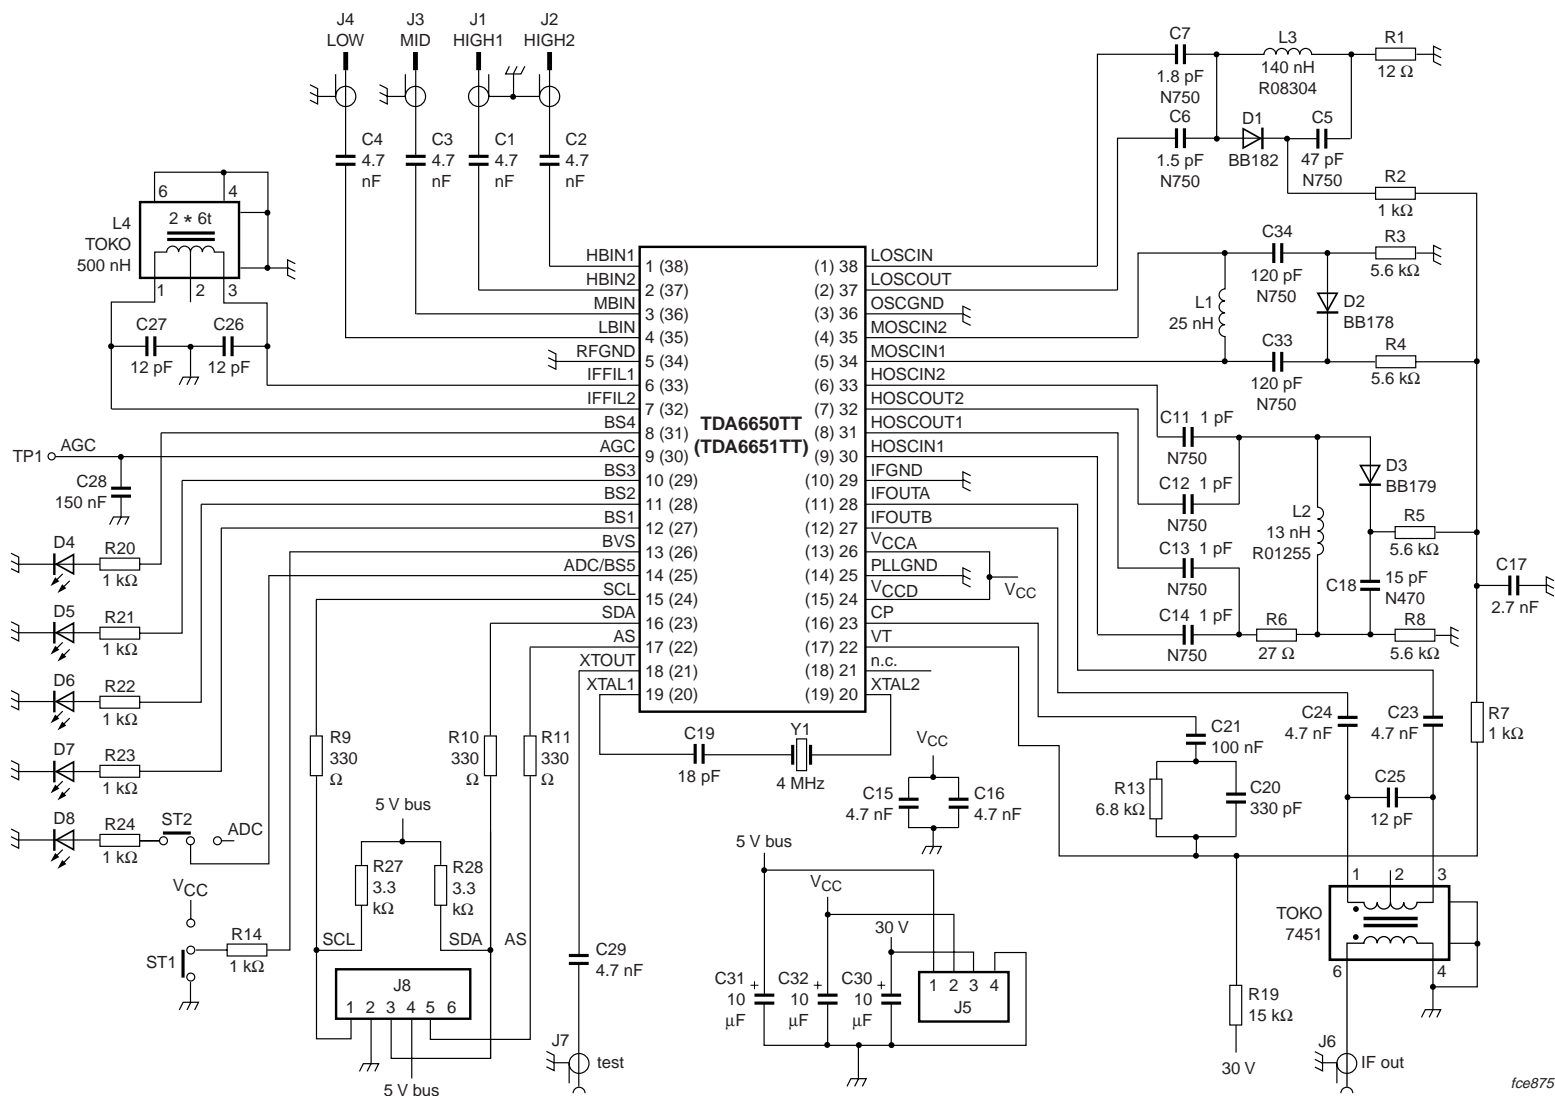 J4
LOW
J3
MID
J1
HIGH1
J2
HIGH2
C4
4.7
nF
C3
4.7
nF
C1
4.7
nF
C2
4.7
nF
C7
1.8 pF
N750
C6
1.5 pF
N750
L3
140 nH
R08304
R1
12 Ω
D1
BB182
C5
47 pF
N750
R2
1 kΩ
6
4
2 * 6t
L4
TOKO
500 nH
1
2
3
C27
12 pF
C26
12 pF
C34
120 pF
N750
R3
5.6 kΩ
L1
25 nH
D2
BB178
C33
120 pF
N750
R4
5.6 kΩ
HBIN1
HBIN2
MBIN
LBIN
RFGND
IFFIL1
IFFIL2
BS4
AGC
BS3
BS2
BS1
BVS
ADC/BS5
SCL
SDA
AS
XTOUT
XTAL1
1 (38)
2 (37)
3 (36)
4 (35)
5 (34)
6 (33)
7 (32)
8 (31)
9 (30)
10 (29)
11 (28)
12 (27)
13 (26)
14 (25)
15 (24)
16 (23)
17 (22)
18 (21)
19 (20)
TDA6650TT
(TDA6651TT)
(1) 38
(2) 37
(3) 36
(4) 35
(5) 34
(6) 33
(7) 32
(8) 31
(9) 30
(10) 29
(11) 28
(12) 27
(13) 26
(14) 25
(15) 24
(16) 23
(17) 22
(18) 21
(19) 20
LOSCIN
LOSCOUT
OSCGND
MOSCIN2
MOSCIN1
HOSCIN2
HOSCOUT2
HOSCOUT1
HOSCIN1
IFGND
IFOUTA
IFOUTB
VCCA
PLLGND
VCCD
CP
VT
n.c.
XTAL2
VCC
TP1
AGC
C28
150 nF
D4
R20
1 kΩ
D5
R21
1 kΩ
D6
R22
1 kΩ
D7
R23
1 kΩ
D8
R24
1 kΩ
ST2
ADC
VCC
ST1
R14
1 kΩ
C11 1 pF
N750
C12 1 pF
N750
C13 1 pF
N750
C14 1 pF
N750
D3
BB179
L2
13 nH
R01255
R5
5.6 kΩ
C18
15 pF
N470
C17
2.7 nF
R6
27 Ω
R8
5.6 kΩ
R9
330
Ω
R10
330
Ω
R11
330
Ω
5 V bus
R27
3.3
kΩ
R28
3.3
kΩ
SCL
SDA
AS
J8
1 2 3 4 5 6
5 V bus
C19
18 pF
Y1
4 MHz
VCC
C15
4.7 nF
C16
4.7 nF
C29
4.7 nF
J7
test
5 V bus
VCC
30 V
C31
+
10
μF
C32
+
10
μF
C30
+
10
μF
1 2 3 4
J5
C21
100 nF
R13
6.8 kΩ
C20
330 pF
C24
4.7 nF
C23
4.7 nF
R7
1 kΩ
C25
12 pF
1
2
3
TOKO
7451
6
4
R19
15 kΩ
30 V
J6
IF out
fce875